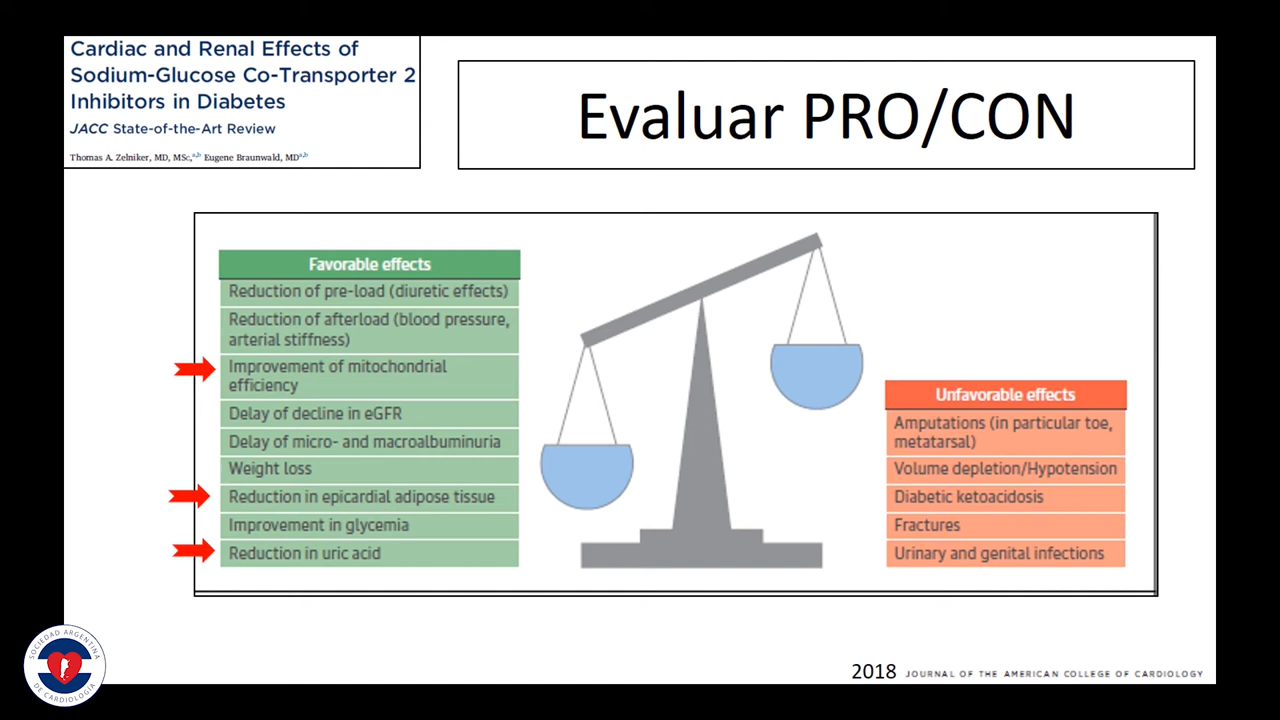 Cardiac and Renal Effects of
Sodium-Glucose Co-Transporter 2
Inhibitors in Diabetes
JACC State-of-the-Art Review
Thomas A. Zelniker, MD, MSc,a,b Eugene Braunwald, MDa,b
Evaluar PRO/CON
Favorable effects
Reduction of pre-load (diuretic effects)
Reduction of afterload (blood pressure,
arterial stiffness)
Improvement of mitochondrial
efficiency
Delay of decline in eGFR
Delay of micro- and macroalbuminuria
Weight loss
Reduction in epicardial adipose tissue
Improvement in glycemia
Reduction in uric acid
Unfavorable effects
Amputations (in particular toe,
metatarsal)
Volume depletion/Hypotension
Diabetic ketoacidosis
Fractures
Urinary and genital infections
SOCIEDAD ARGENTINA
DE CARDIOLOGÍA
2018 JOURNAL OF THE AMERICAN COLLEGE OF CARDIOLOGY